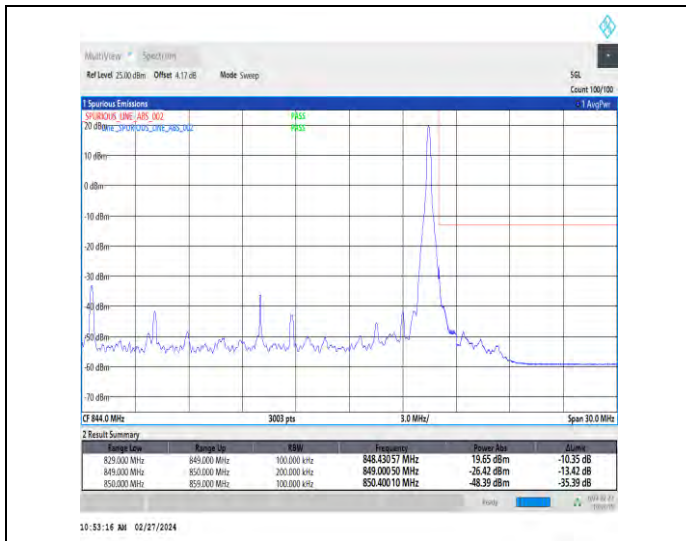 MultiView Spectrum
Ref Level 25.00 dBm Offset 4.17 dB Mode Sweep SGL
Count 100/100
1 Spurious Emissions 1 AvgPwr
SPURIOUS_LINE_ABS_002 PASS
20 dBm LINE_SPURIOUS_LINE_ABS_002 PASS
10 dBm
0 dBm
-10 dBm
-20 dBm
-30 dBm
-40 dBm
-50 dBm
-60 dBm
-70 dBm
CF 844.0 MHz 3003 pts 3.0 MHz/ Span 30.0 MHz
2 Result Summary
Range Low Range Up RBW Frequency Power Abs ΔLimit
829.000 MHz 849.000 MHz 100.000 kHz 848.43057 MHz 19.65 dBm -10.35 dB
849.000 MHz 850.000 MHz 200.000 kHz 849.00050 MHz -26.42 dBm -13.42 dB
850.000 MHz 859.000 MHz 100.000 kHz 850.40010 MHz -48.39 dBm -35.39 dB
Ready
10:53:16 AM 02/27/2024